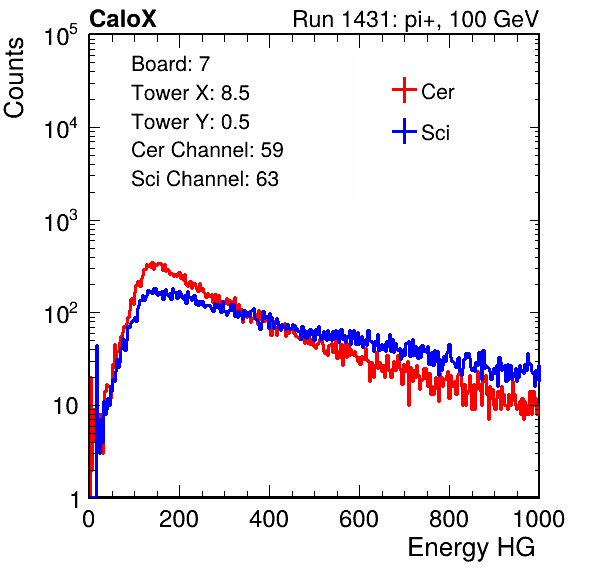 CaloX Run 1431: pi+, 100 GeV
Board: 7
Tower X: 8.5
Tower Y: 0.5
Cer Channel: 59
Sci Channel: 63
Cer
Sci
Counts
10^5
10^4
10^3
10^2
10
1
0 200 400 600 800 1000
Energy HG